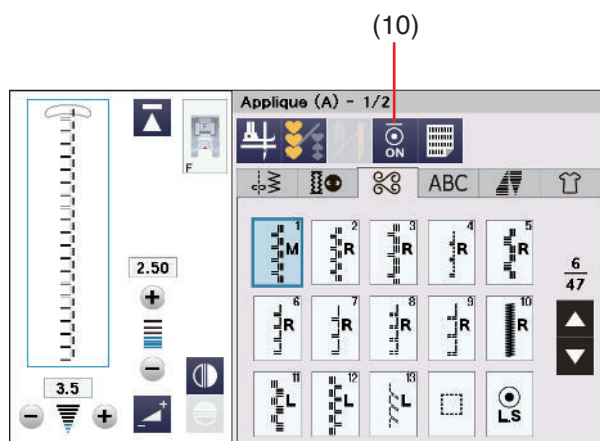 (10)
Applique (A) - 1/2
F
F
ON
ABC
2.50
3.5
1 M
2 R
3 R
4 R
5 R
6 R
7 R
8 R
9 R
10 R
11 L
12 L
13 L
L.S
6
47